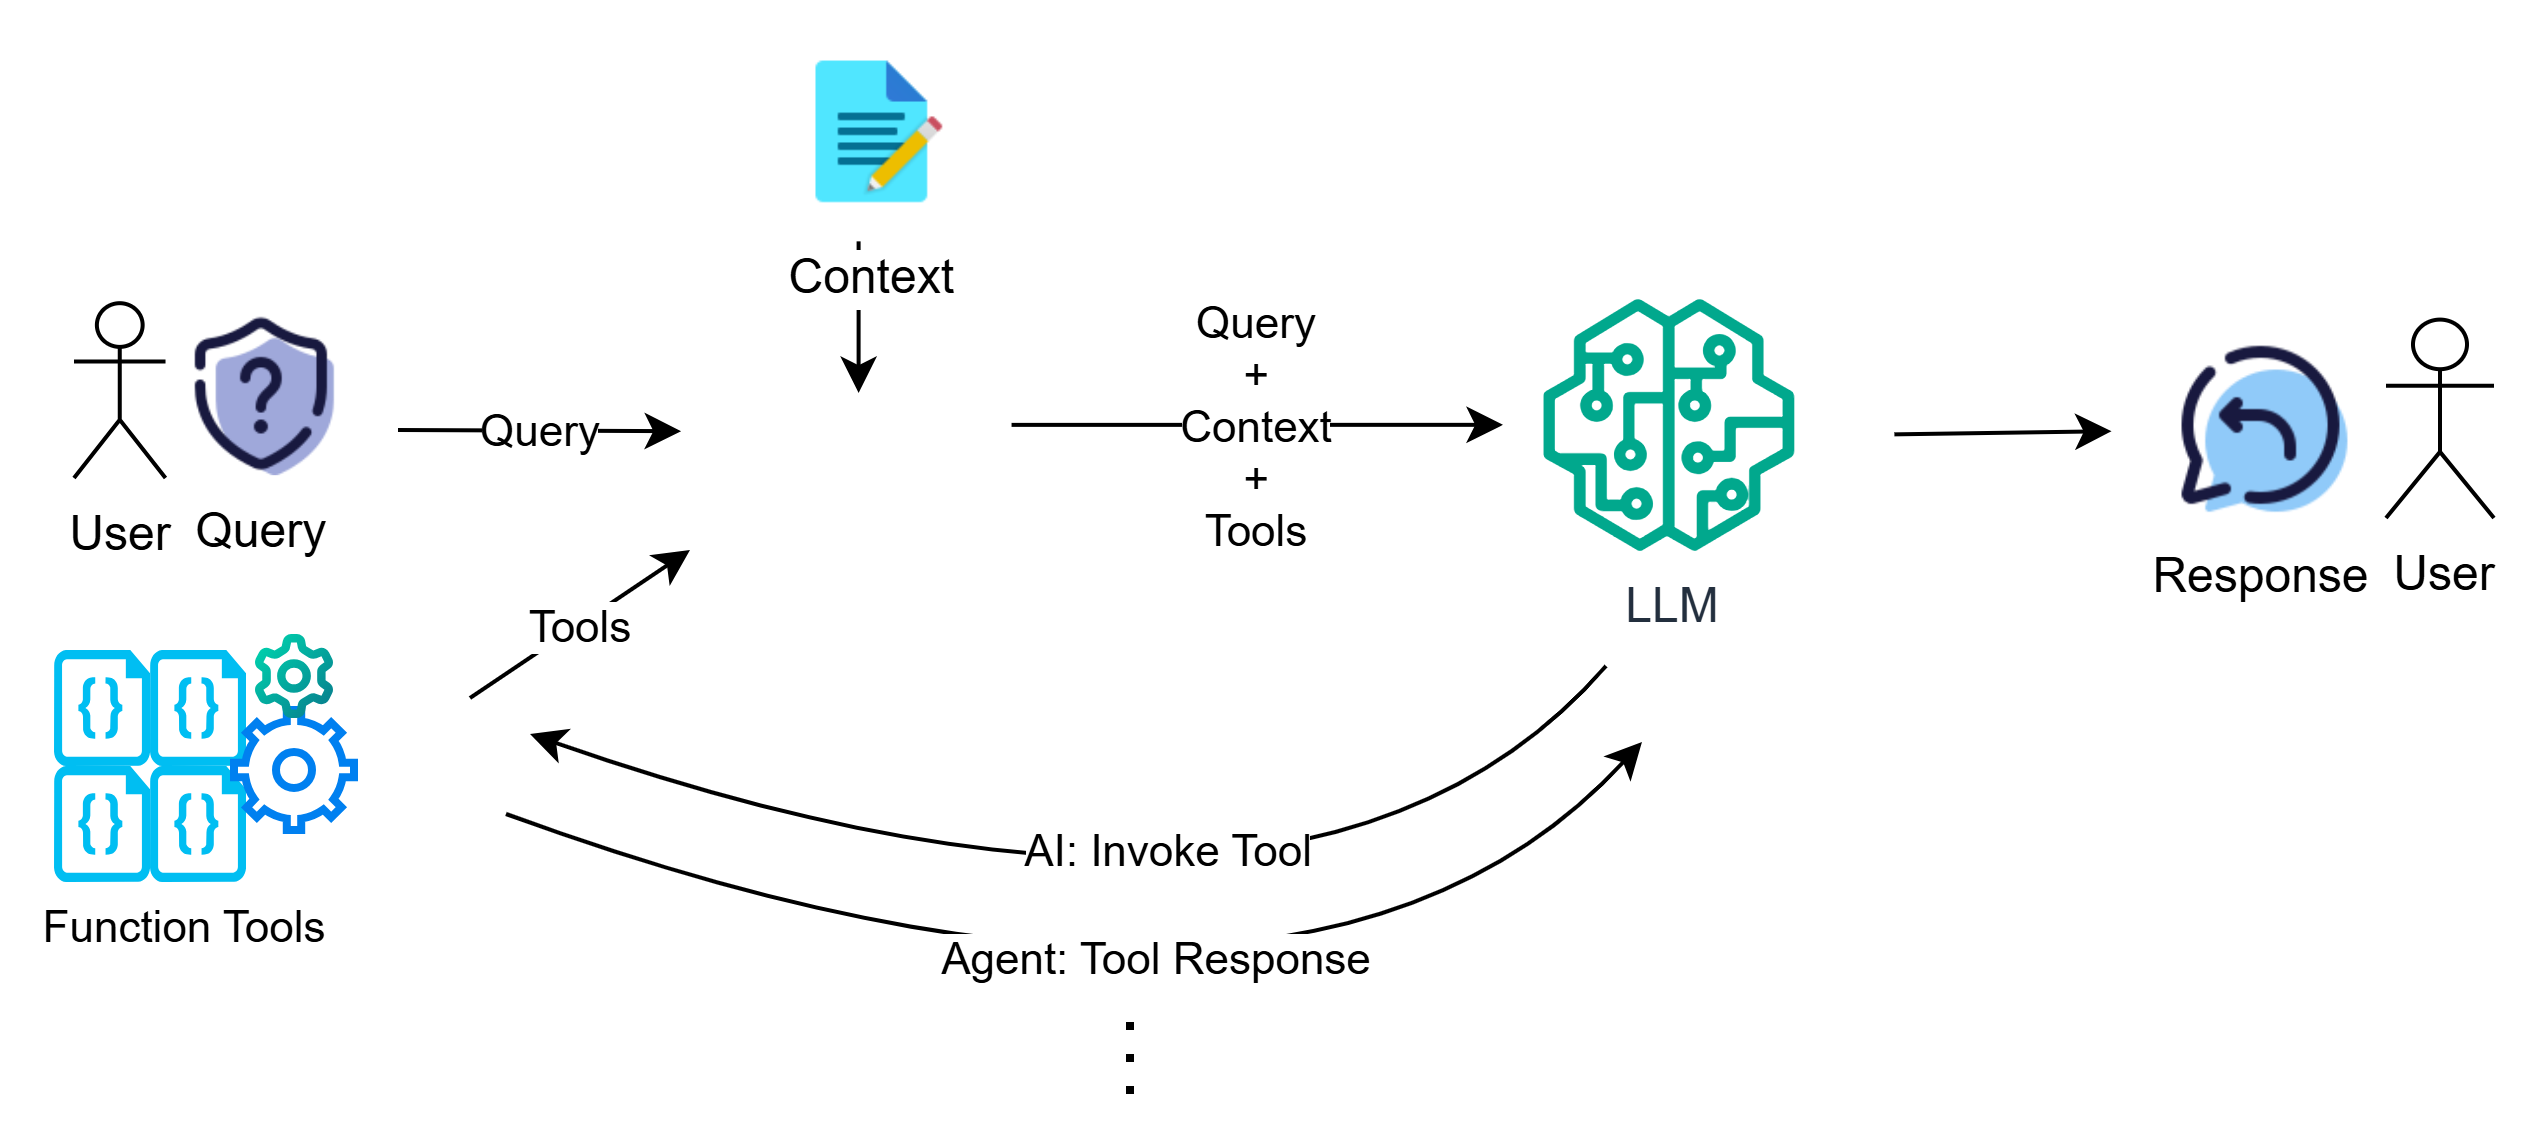 Context
Query
+
Context
+
Tools
Query
User
Query
LLM
Response
User
Tools
{}
{}
{}
{}
Function Tools
AI: Invoke Tool
Agent: Tool Response